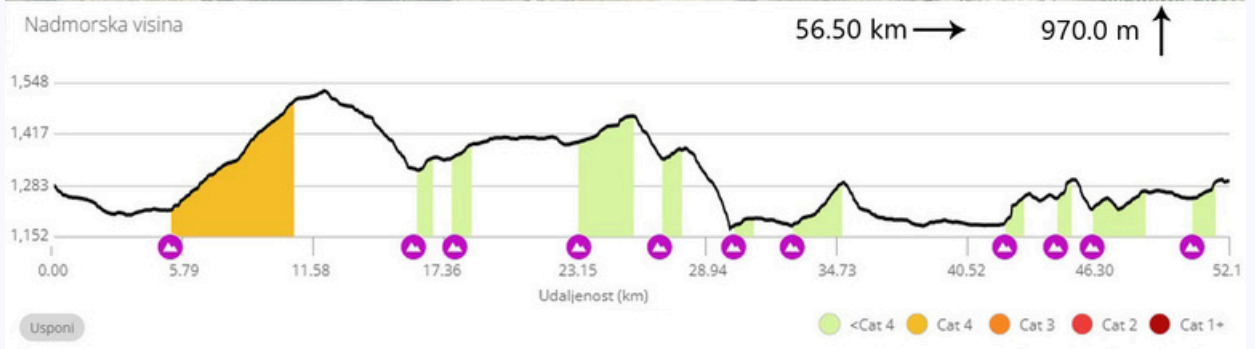 Nadmorska visina
56.50 km
970.0 m
1,548
1,417
1,283
1,152
0.00 5.79 11.58 17.36 23.15 28.94 34.73 40.52 46.30 52.1
Udaljenost (km)
Usponi
<Cat 4 Cat 4 Cat 3 Cat 2 Cat 1+